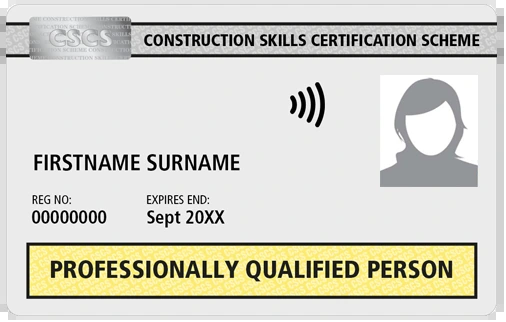 CSCS
CONSTRUCTION SKILLS CERTIFICATION SCHEME
FIRSTNAME SURNAME
REG NO:
EXPIRES END:
00000000
Sept 20XX
PROFESSIONALLY QUALIFIED PERSON